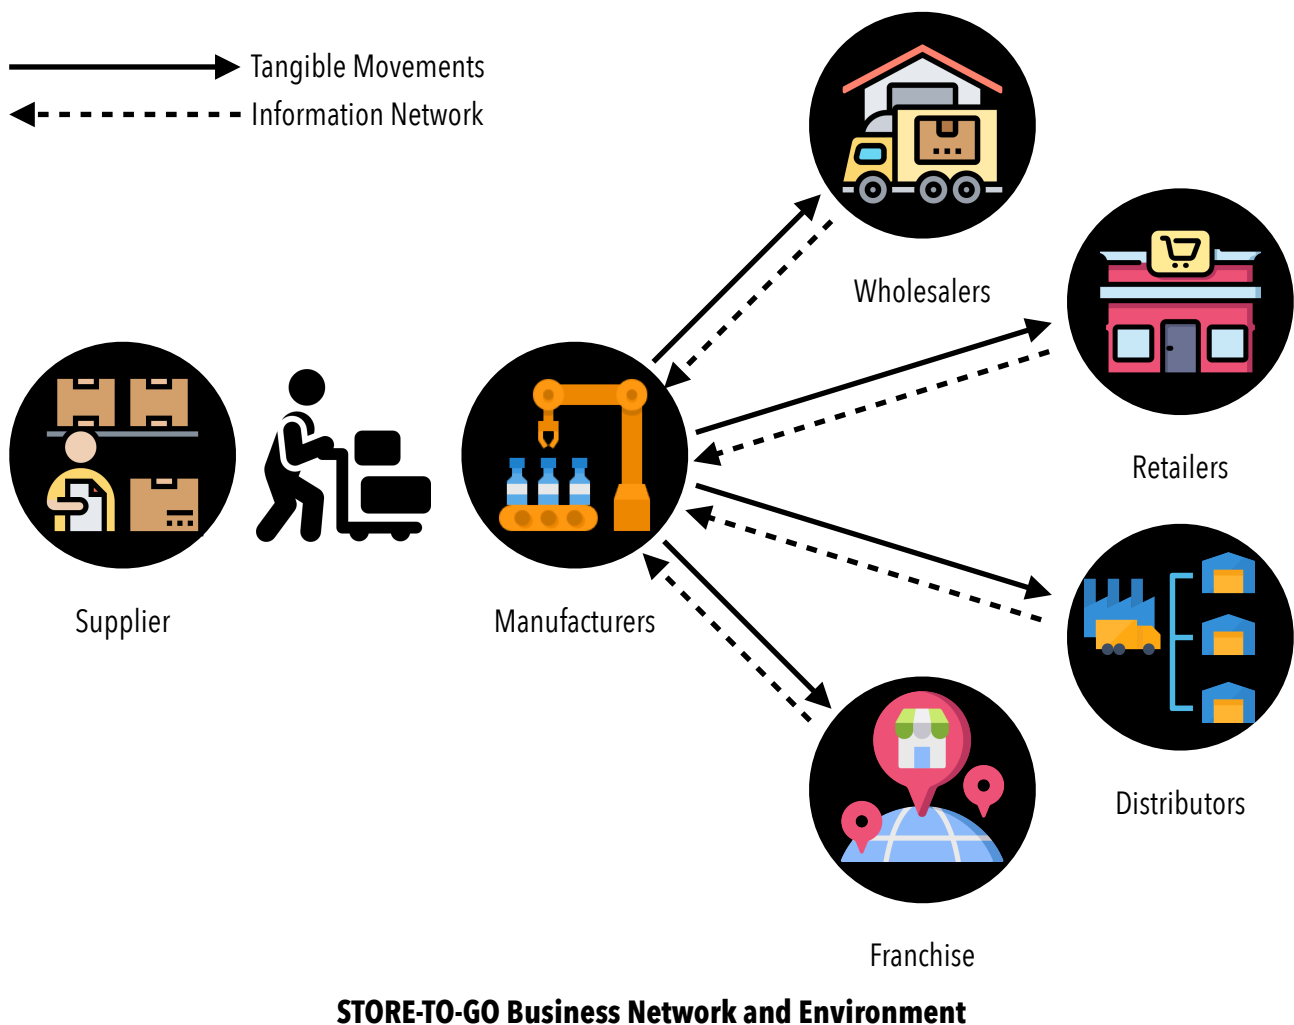 Tangible Movements
Information Network
Wholesalers
Retailers
Supplier
Manufacturers
Distributors
Franchise
STORE-TO-GO Business Network and Environment